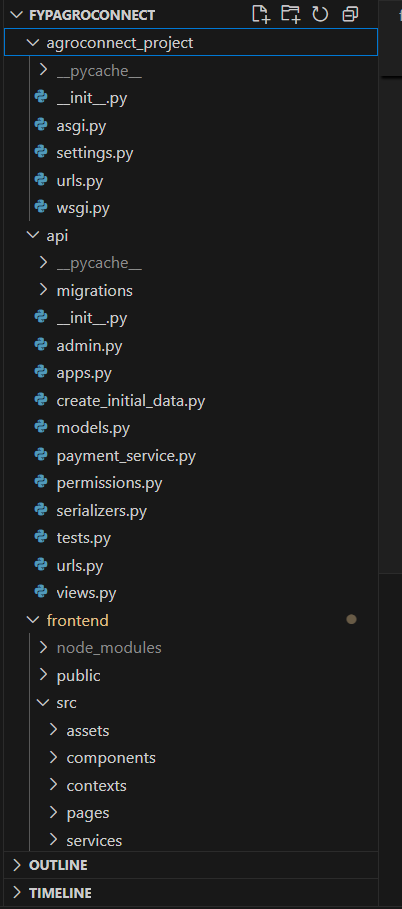 FYPAGROCONNECT
agroconnect_project
__pycache__
__init__.py
asgi.py
settings.py
urls.py
wsgi.py
api
__pycache__
migrations
__init__.py
admin.py
apps.py
create_initial_data.py
models.py
payment_service.py
permissions.py
serializers.py
tests.py
urls.py
views.py
frontend
node_modules
public
src
assets
components
contexts
pages
services
OUTLINE
TIMELINE